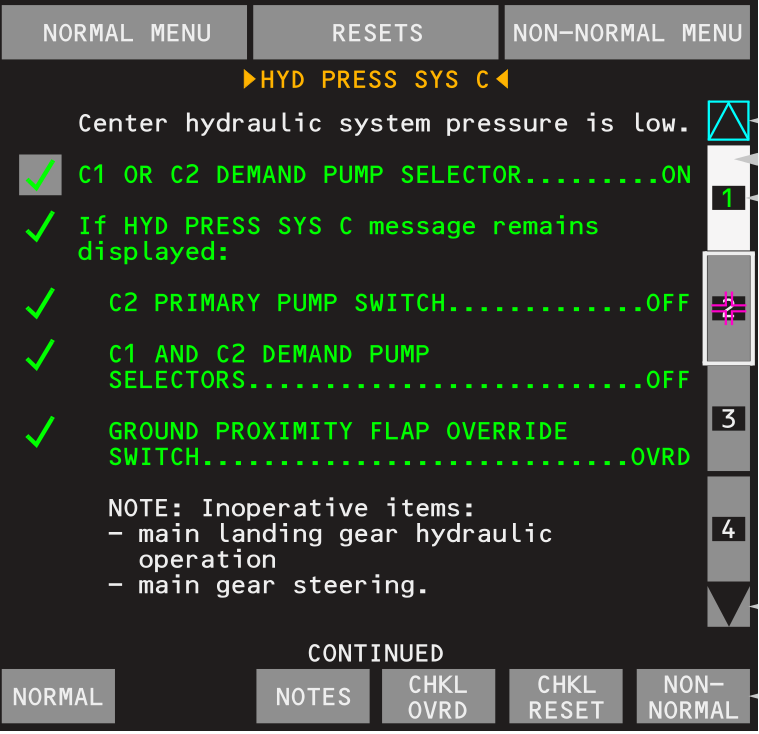 NORMAL MENU
RESETS
NON-NORMAL MENU
HYD PRESS SYS C
Center hydraulic system pressure is low.
C1 OR C2 DEMAND PUMP SELECTOR.........ON
If HYD PRESS SYS C message remains
displayed:
C2 PRIMARY PUMP SWITCH.............OFF
C1 AND C2 DEMAND PUMP
SELECTORS..........................OFF
GROUND PROXIMITY FLAP OVERRIDE
SWITCH............................OVRD
NOTE: Inoperative items:
- main landing gear hydraulic
operation
- main gear steering.
CONTINUED
1
2
3
4
NORMAL
NOTES
CHKL
OVRD
CHKL
RESET
NON-
NORMAL